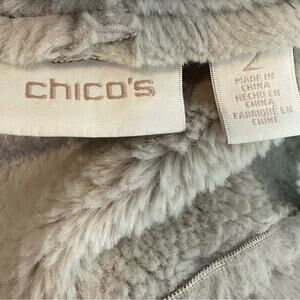 chico's
2
MADE IN
CHINA
HECHO EN
CHINA
FABRIQUÉ EN
CHINE